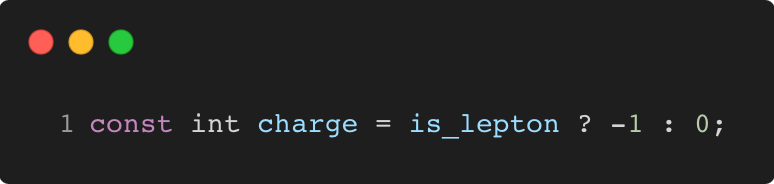 1 const int charge = is_lepton ? -1 : 0;